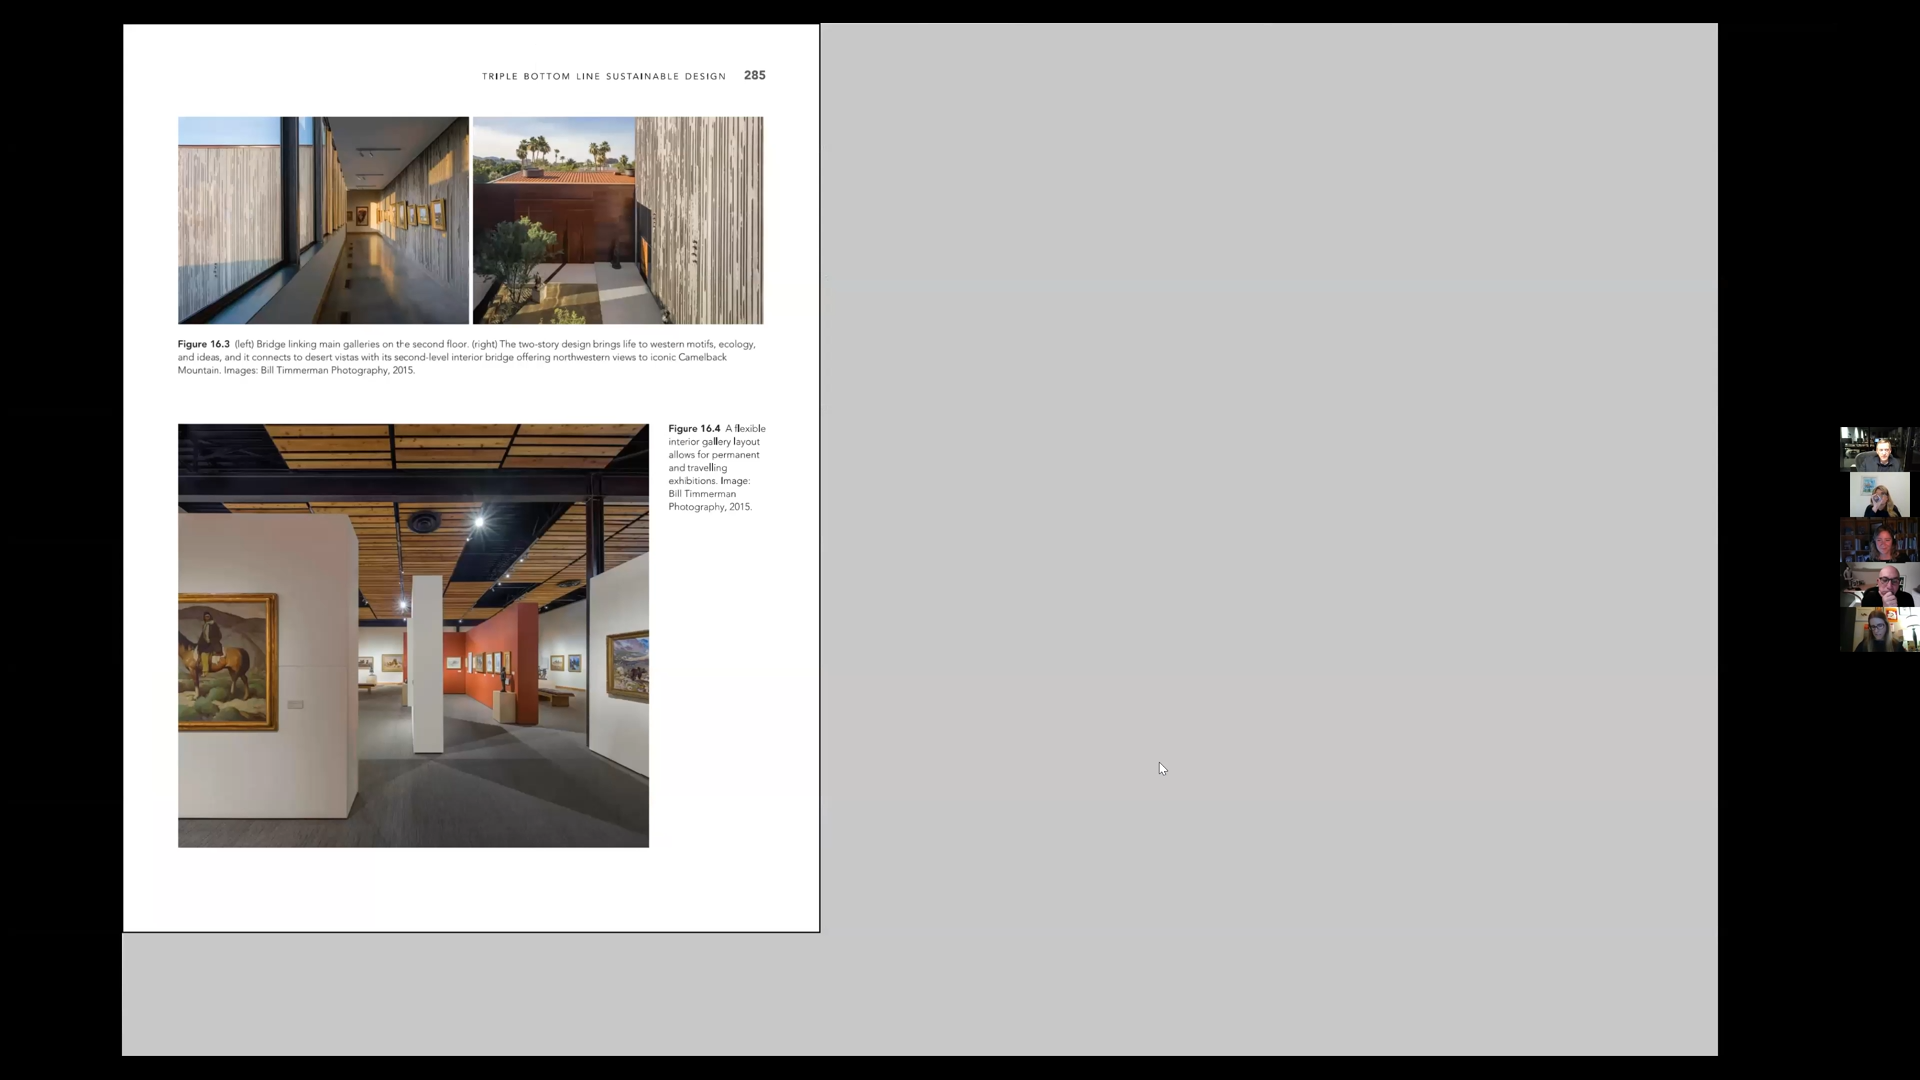 TRIPLE BOTTOM LINE SUSTAINABLE DESIGN 285
Figure 16.3 (left) Bridge linking main galleries on the second floor. (right) The two-story design brings life to western motifs, ecology,
and ideas, and it connects to desert vistas with its second-level interior bridge offering northwestern views to iconic Camelback
Mountain. Images: Bill Timmerman Photography, 2015.
Figure 16.4 A flexible
interior gallery layout
allows for permanent
and travelling
exhibitions. Image:
Bill Timmerman
Photography, 2015.